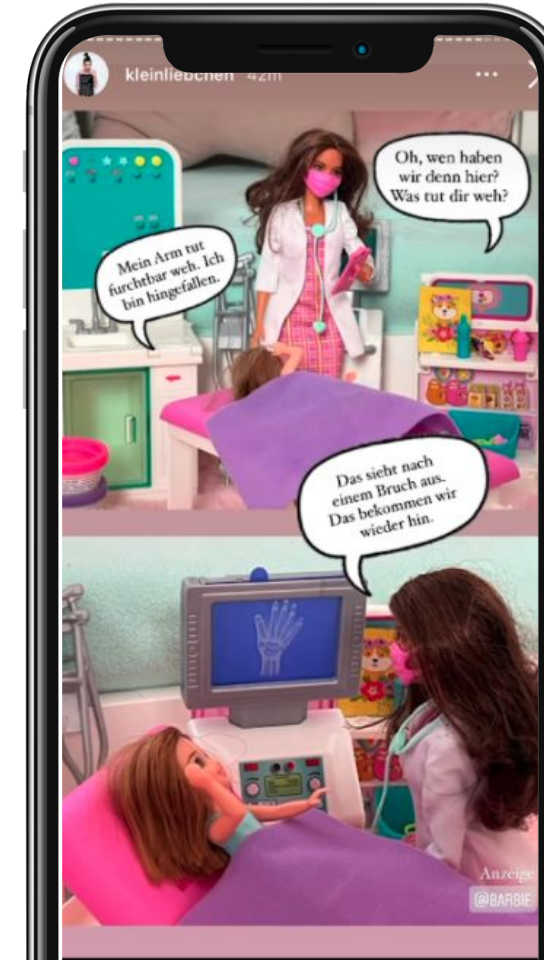 kleinliebchen 42m
Oh, wen haben
wir denn hier?
Was tut dir weh?
Mein Arm tut
furchtbar weh. Ich
bin hingefallen.
Das sieht nach
einem Bruch aus.
Das bekommen wir
wieder hin.
Anzeige
@BARBIE